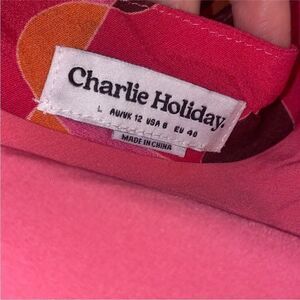 Charlie Holiday.
L AU/UK 12 USA 8 EU 40
MADE IN CHINA